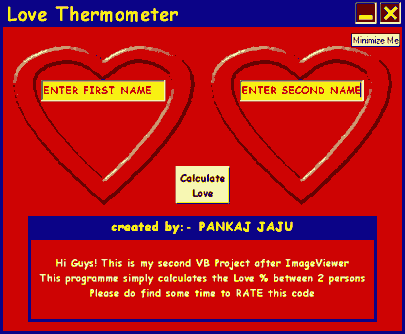 Love Thermometer
Minimize Me
ENTER FIRST NAME
ENTER SECOND NAME
Calculate
Love
created by:- PANKAJ JAJU
Hi Guys! This is my second VB Project after ImageViewer
This programme simply calculates the Love % between 2 persons
Please do find some time to RATE this code